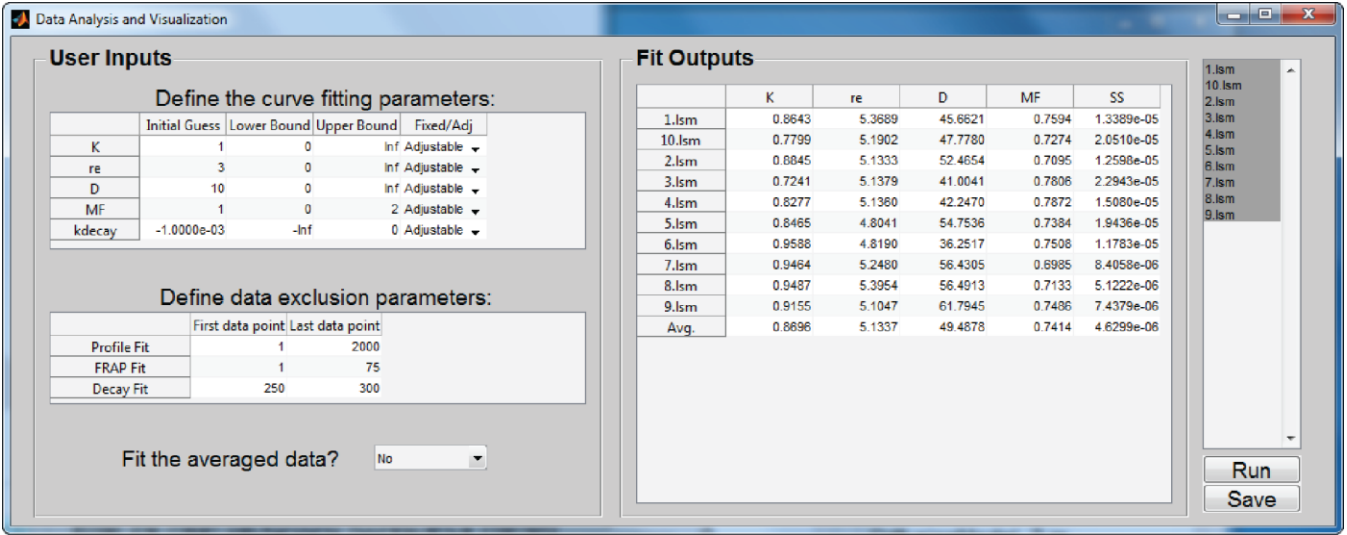 Data Analysis and Visualization
User Inputs
Define the curve fitting parameters:
Initial Guess Lower Bound Upper Bound Fixed/Adj
K 1 0 Inf Adjustable
re 3 0 Inf Adjustable
D 10 0 Inf Adjustable
MF 1 0 2 Adjustable
kdecay -1.0000e-03 -Inf 0 Adjustable
Define data exclusion parameters:
First data point Last data point
Profile Fit 1 2000
FRAP Fit 1 75
Decay Fit 250 300
Fit the averaged data? No
Fit Outputs
K re D MF SS
1.lsm 0.8643 5.3689 45.6621 0.7594 1.3389e-05
10.lsm 0.7799 5.1902 47.7780 0.7274 2.0510e-05
2.lsm 0.8845 5.1333 52.4654 0.7095 1.2598e-05
3.lsm 0.7241 5.1379 41.0041 0.7806 2.2943e-05
4.lsm 0.8277 5.1360 42.2470 0.7872 1.5080e-05
5.lsm 0.8465 4.8041 54.7536 0.7384 1.9436e-05
6.lsm 0.9588 4.8190 36.2517 0.7508 1.1783e-05
7.lsm 0.9464 5.2480 56.4305 0.6985 8.4058e-06
8.lsm 0.9487 5.3954 56.4913 0.7133 5.1222e-06
9.lsm 0.9155 5.1047 61.7945 0.7486 7.4379e-06
Avg. 0.8696 5.1337 49.4878 0.7414 4.6299e-06
1.lsm
10.lsm
2.lsm
3.lsm
4.lsm
5.lsm
6.lsm
7.lsm
8.lsm
9.lsm
Run
Save